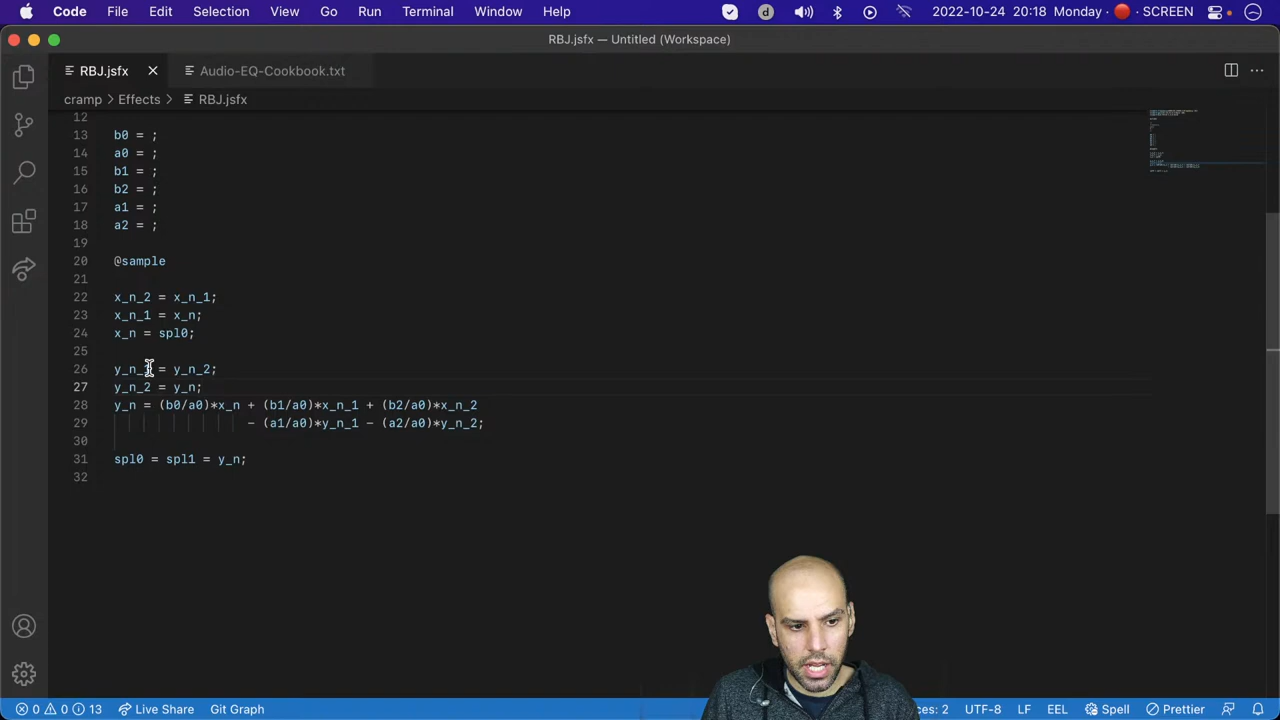 Code File Edit Selection View Go Run Terminal Window Help d 2022-10-24 20:18 Monday SCREEN
RBJ.jsfx — Untitled (Workspace)
RBJ.jsfx Audio-EQ-Cookbook.txt
cramp > Effects > RBJ.jsfx
12
13 b0 = ;
14 a0 = ;
15 b1 = ;
16 b2 = ;
17 a1 = ;
18 a2 = ;
19
20 @sample
21
22 x_n_2 = x_n_1;
23 x_n_1 = x_n;
24 x_n = spl0;
25
26 y_n_ = y_n_2;
27 y_n_2 = y_n;
28 y_n = (b0/a0)*x_n + (b1/a0)*x_n_1 + (b2/a0)*x_n_2
29 - (a1/a0)*y_n_1 - (a2/a0)*y_n_2;
30
31 spl0 = spl1 = y_n;
32
0 0 13 Live Share Git Graph ces: 2 UTF-8 LF EEL Spell Prettier